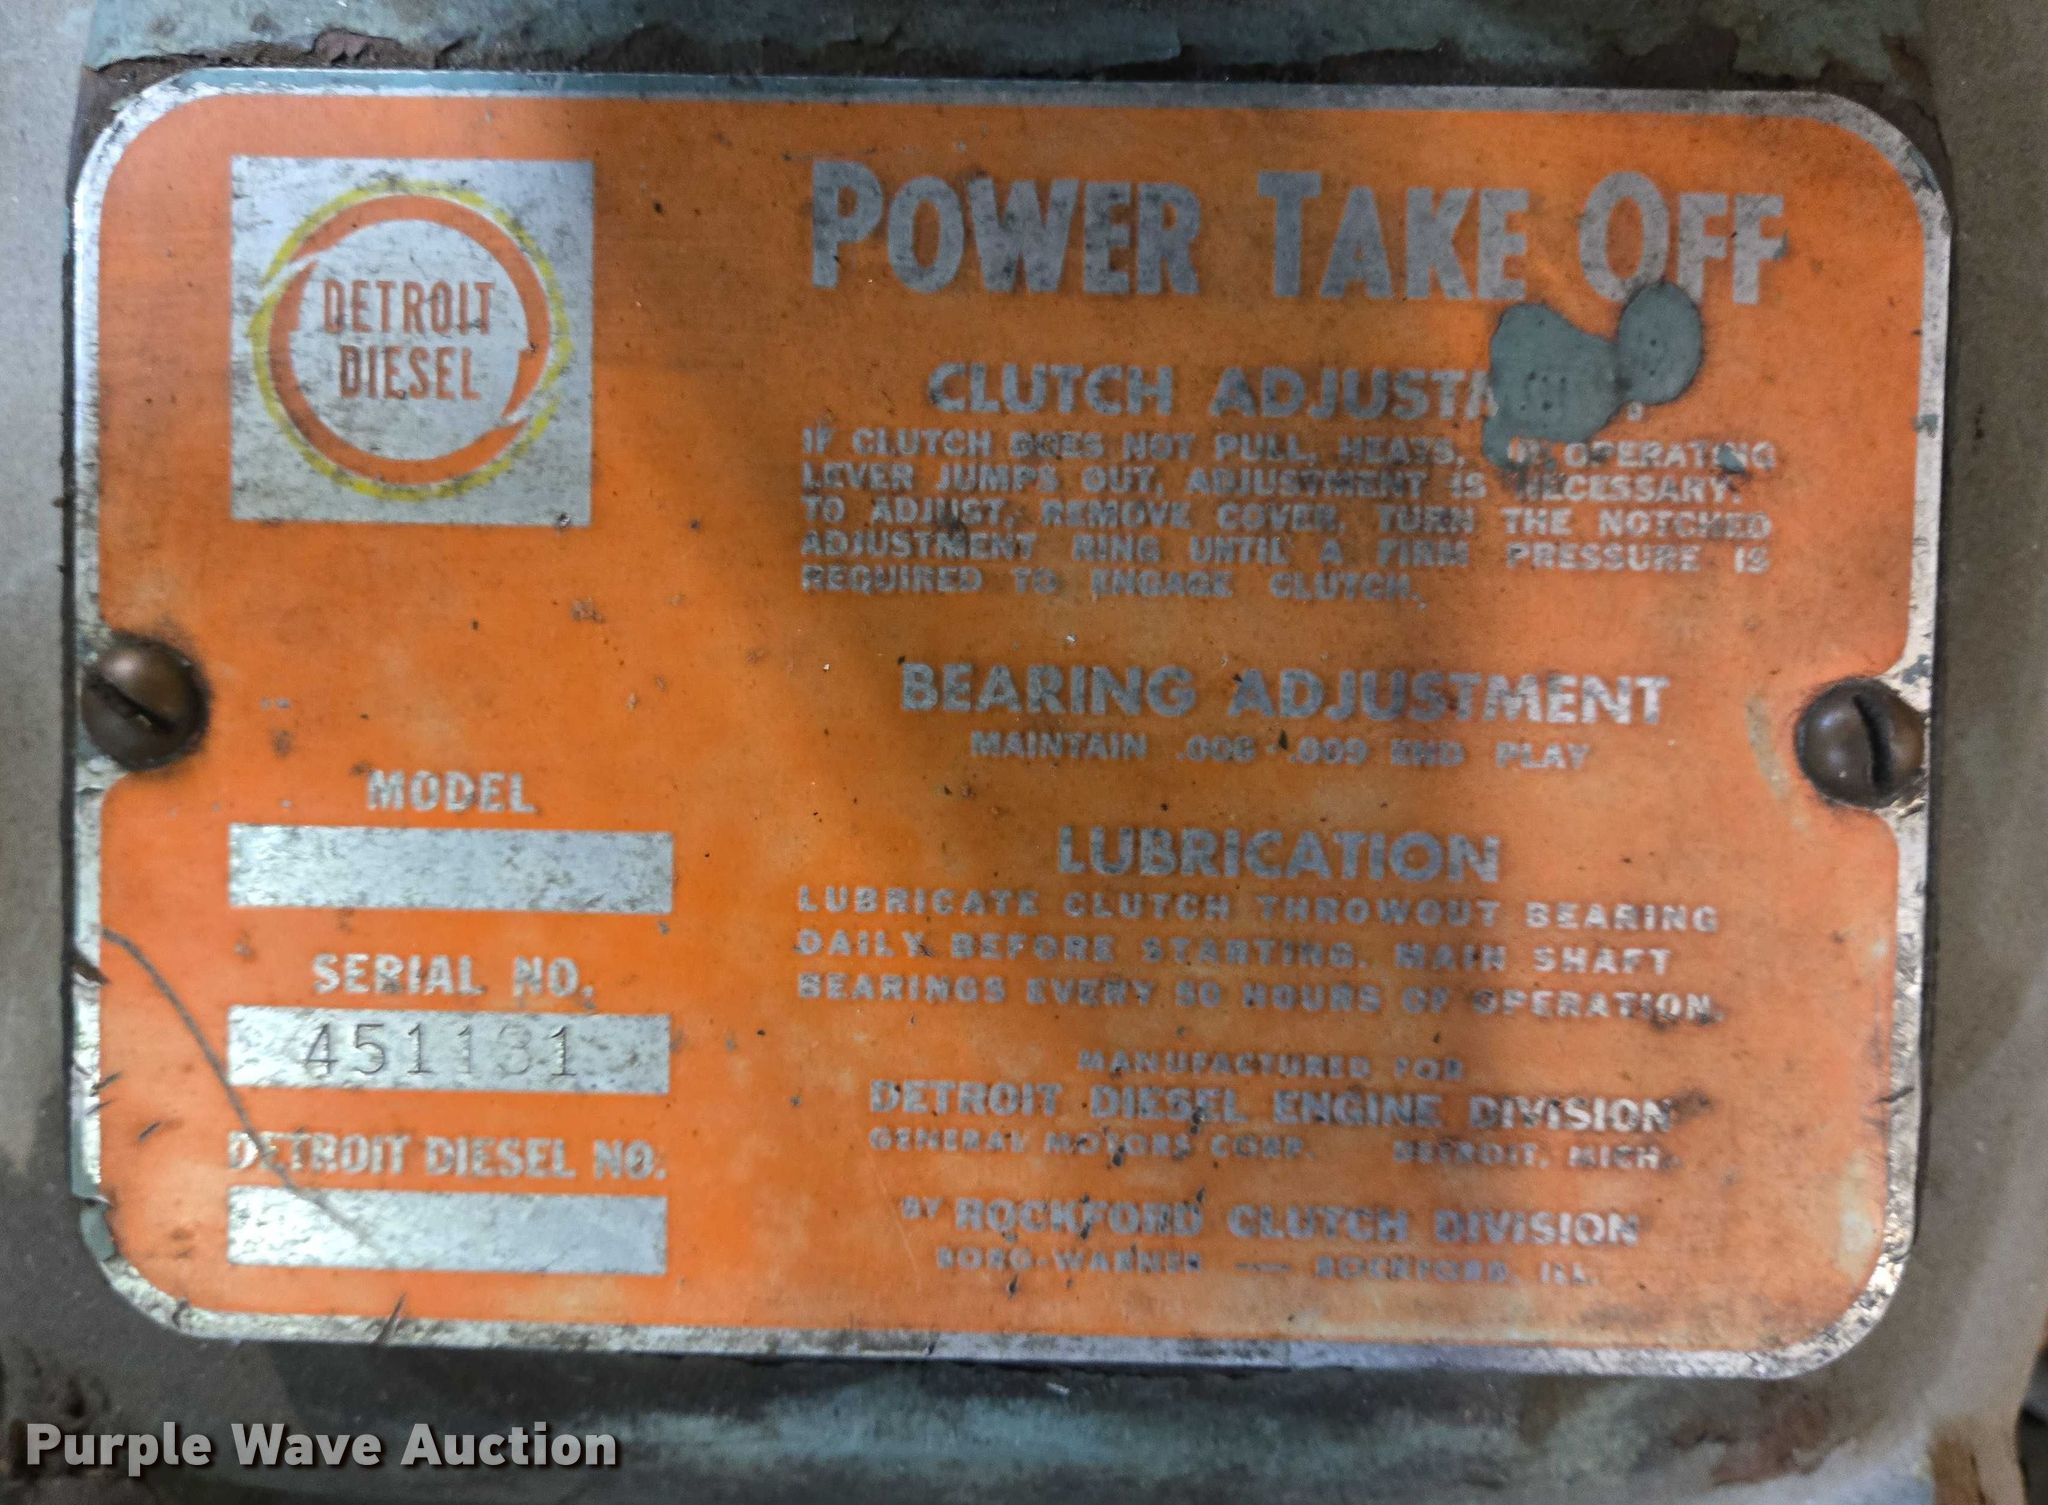 DETROIT
DIESEL
POWER TAKE OFF
CLUTCH
IF CLUTCH DOES NOT PULL, HEATS, OR OPERATING
LEVER JUMPS OUT, ADJUSTMENT IS NECESSARY.
TO ADJUST, REMOVE COVER, TURN THE NOTCHED
ADJUSTMENT RING UNTIL A FIRM PRESSURE IS
REQUIRED TO ENGAGE CLUTCH.
BEARING ADJUSTMENT
MAINTAIN .008-.009 END PLAY
LUBRICATION
LUBRICATE CLUTCH THROWOUT BEARING
DAILY BEFORE STARTING. MAIN SHAFT
BEARINGS EVERY 50 HOURS OF OPERATION.
MANUFACTURED FOR
DETROIT DIESEL ENGINE DIVISION
GENERAL MOTORS CORP. DETROIT, MICH.
BY ROCKFORD CLUTCH DIVISION
BORG-WARNER — ROCKFORD, ILL.
MODEL
SERIAL NO.
451131
DETROIT DIESEL NO.
Purple Wave Auction